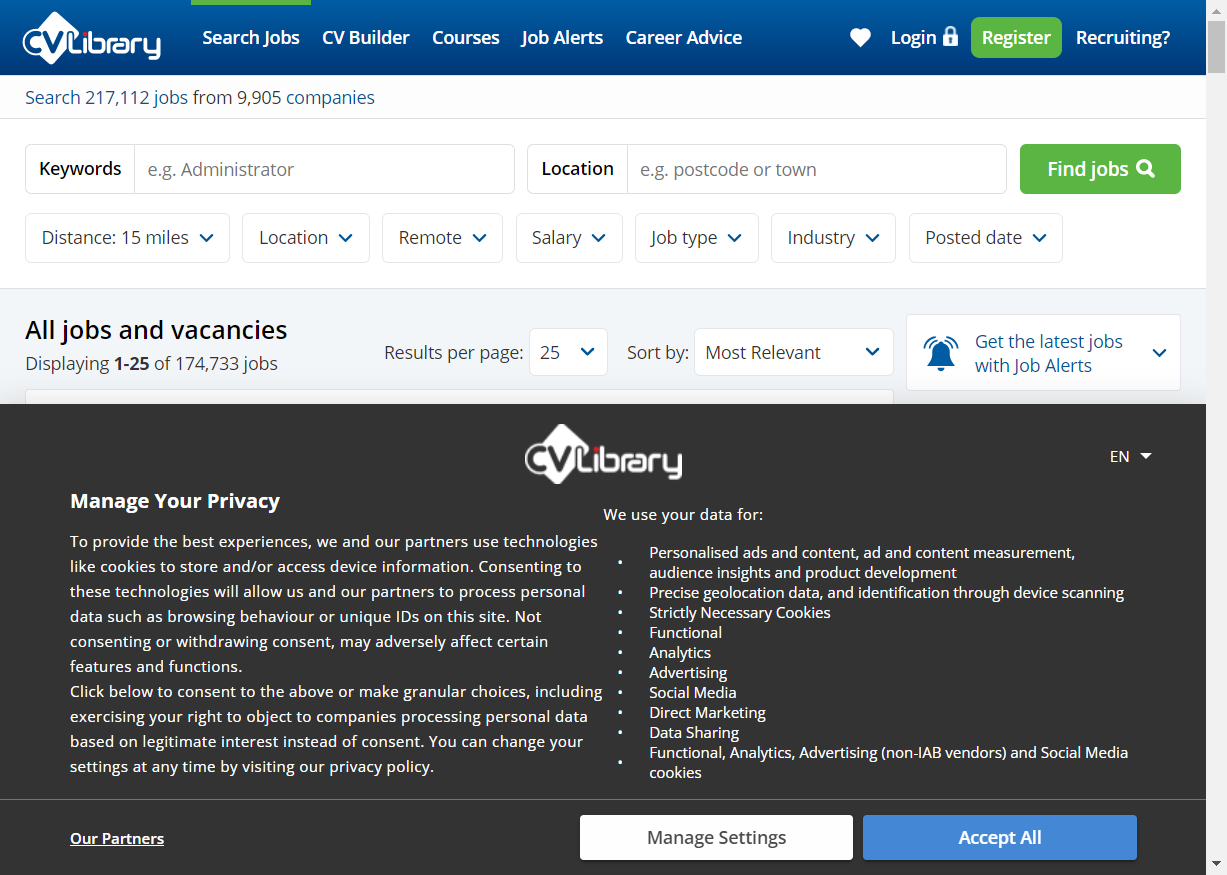 CVLibrary
Search Jobs CV Builder Courses Job Alerts Career Advice Login Register Recruiting?
Search 217,112 jobs from 9,905 companies
Keywords e.g. Administrator Location e.g. postcode or town Find jobs
Distance: 15 miles Location Remote Salary Job type Industry Posted date
All jobs and vacancies
Displaying 1-25 of 174,733 jobs
Results per page: 25 Sort by: Most Relevant
Get the latest jobs
with Job Alerts
CVLibrary
EN
Manage Your Privacy
To provide the best experiences, we and our partners use technologies
like cookies to store and/or access device information. Consenting to
these technologies will allow us and our partners to process personal
data such as browsing behaviour or unique IDs on this site. Not
consenting or withdrawing consent, may adversely affect certain
features and functions.
Click below to consent to the above or make granular choices, including
exercising your right to object to companies processing personal data
based on legitimate interest instead of consent. You can change your
settings at any time by visiting our privacy policy.
We use your data for:
• Personalised ads and content, ad and content measurement,
audience insights and product development
• Precise geolocation data, and identification through device scanning
• Strictly Necessary Cookies
• Functional
• Analytics
• Advertising
• Social Media
• Direct Marketing
• Data Sharing
• Functional, Analytics, Advertising (non-IAB vendors) and Social Media
cookies
Our Partners Manage Settings Accept All